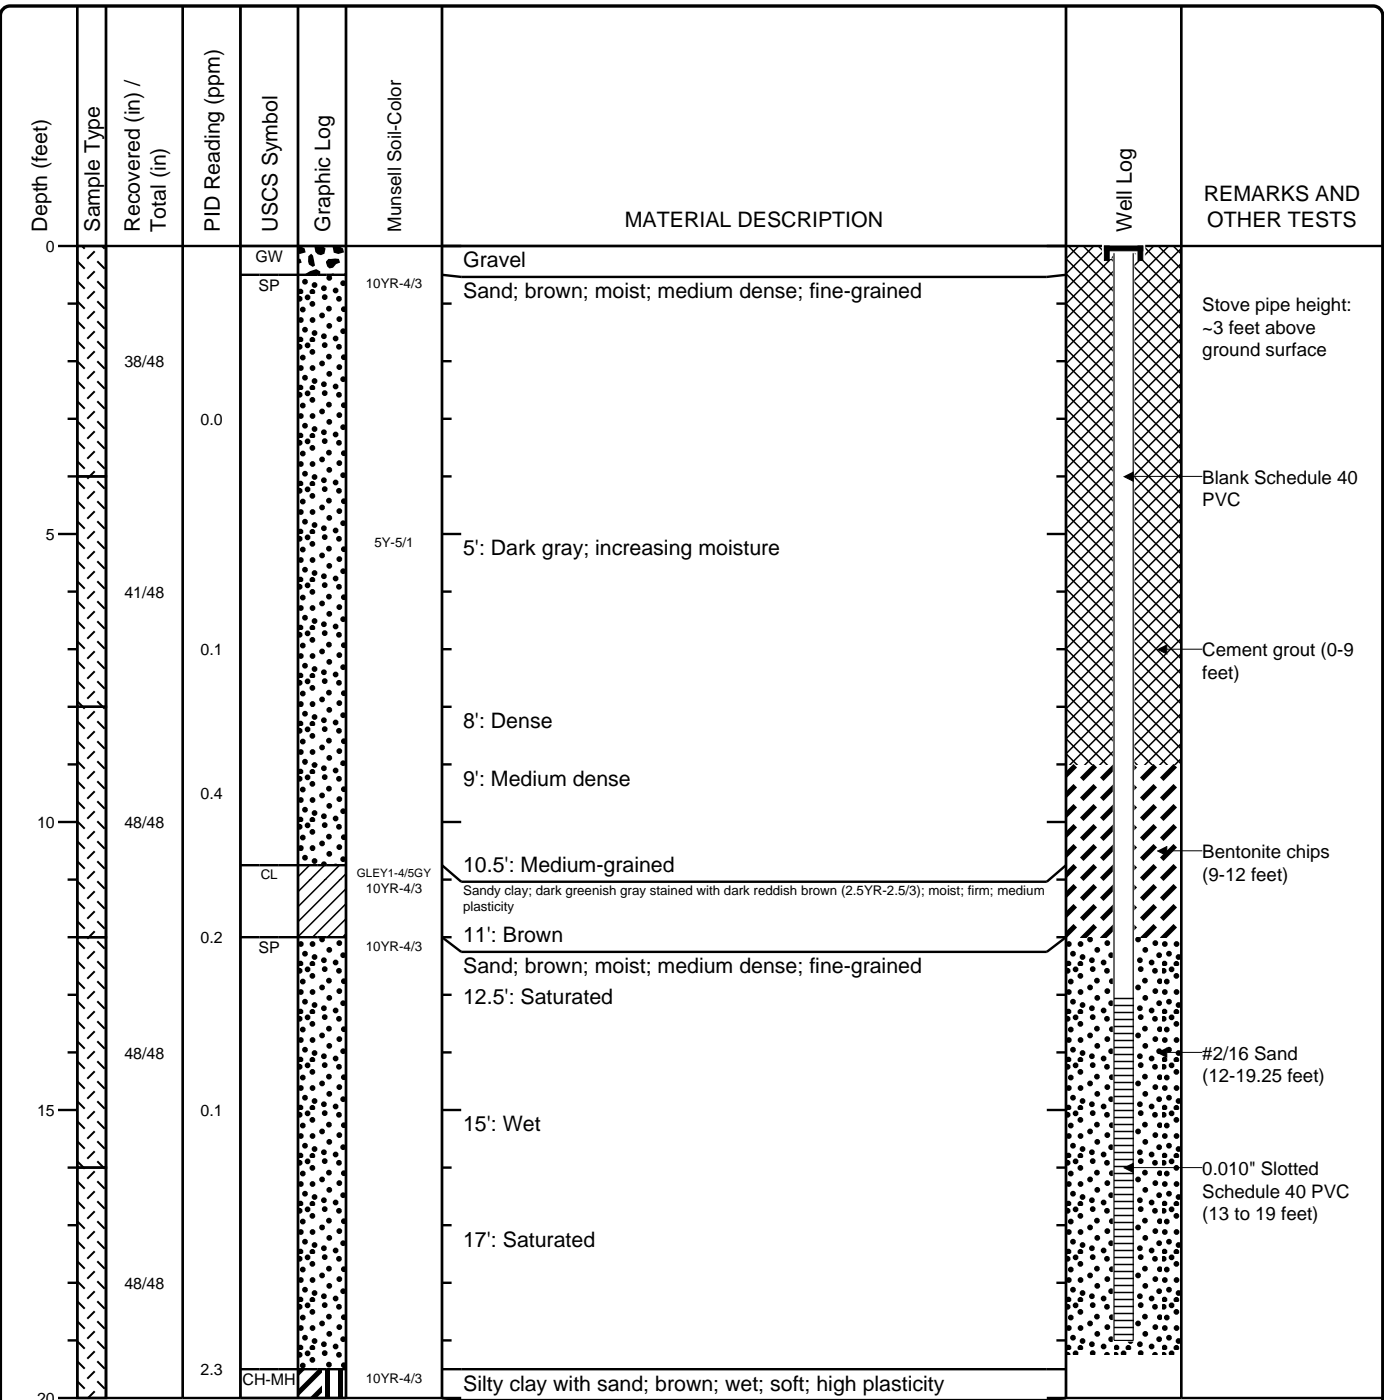 Depth (feet)
Sample Type
Recovered (in) /
Total (in)
PID Reading (ppm)
USCS Symbol
Graphic Log
Munsell Soil-Color
MATERIAL DESCRIPTION
Well Log
REMARKS AND
OTHER TESTS
0
GW
Gravel
SP
10YR-4/3
Sand; brown; moist; medium dense; fine-grained
Stove pipe height:
~3 feet above
ground surface
38/48
0.0
Blank Schedule 40
PVC
5
5Y-5/1
5': Dark gray; increasing moisture
41/48
0.1
Cement grout (0-9
feet)
8': Dense
9': Medium dense
0.4
10
48/48
10.5': Medium-grained
Bentonite chips
(9-12 feet)
CL
GLEY1-4/5GY
10YR-4/3
Sandy clay; dark greenish gray stained with dark reddish brown (2.5YR-2.5/3); moist; firm; medium
plasticity
0.2
11': Brown
SP
10YR-4/3
Sand; brown; moist; medium dense; fine-grained
12.5': Saturated
48/48
#2/16 Sand
(12-19.25 feet)
15
0.1
15': Wet
0.010" Slotted
Schedule 40 PVC
(13 to 19 feet)
17': Saturated
48/48
2.3
CH-MH
10YR-4/3
Silty clay with sand; brown; wet; soft; high plasticity
20